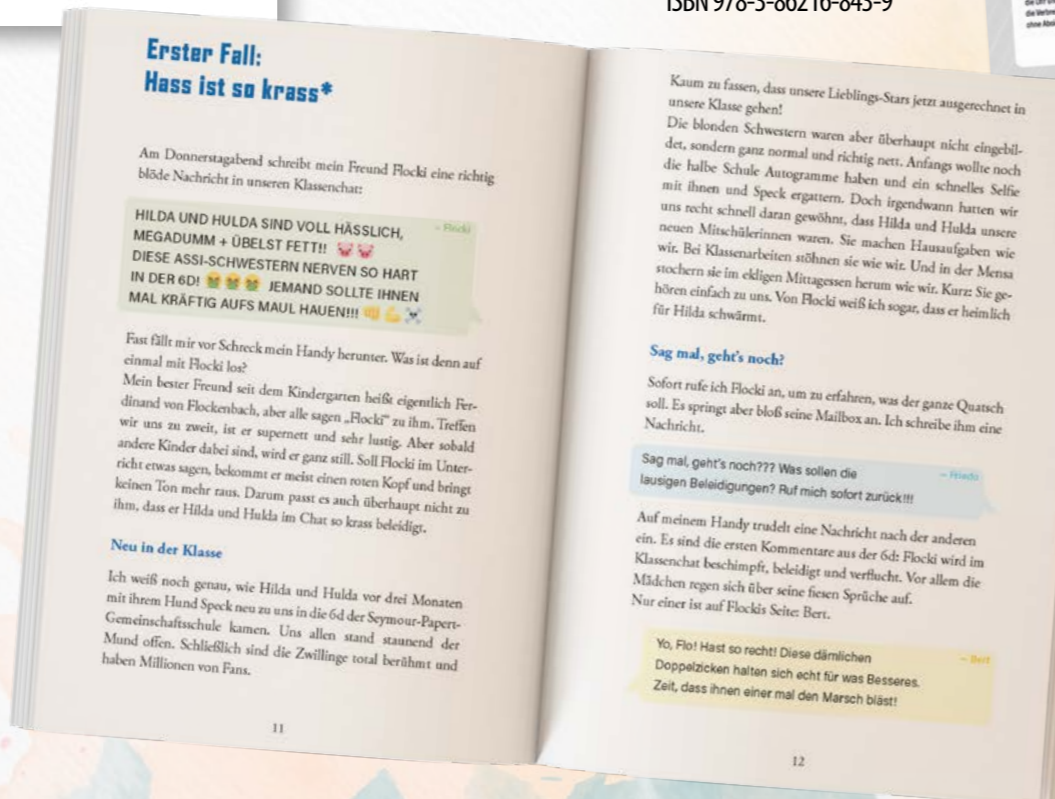 ISBN 978-3-86216-845-9
Erster Fall:
Hass ist so krass*
Am Donnerstagabend schreibt mein Freund Flocki eine richtig
blöde Nachricht in unseren Klassenchat:
– Flocki
HILDA UND HULDA SIND VOLL HÄSSLICH,
MEGADUMM + ÜBELST FETT!! 🐷 🐷
DIESE ASSI-SCHWESTERN NERVEN SO HART
IN DER 6D! 😭 😭 😭 JEMAND SOLLTE IHNEN
MAL KRÄFTIG AUFS MAUL HAUEN!!! 👊 💪 ☠️
Fast fällt mir vor Schreck mein Handy herunter. Was ist denn auf
einmal mit Flocki los?
Mein bester Freund seit dem Kindergarten heißt eigentlich Fer-
dinand von Flockenbach, aber alle sagen „Flocki“ zu ihm. Treffen
wir uns zu zweit, ist er supernett und sehr lustig. Aber sobald
andere Kinder dabei sind, wird er ganz still. Soll Flocki im Unter-
richt etwas sagen, bekommt er meist einen roten Kopf und bringt
keinen Ton mehr raus. Darum passt es auch überhaupt nicht zu
ihm, dass er Hilda und Hulda im Chat so krass beleidigt.
Neu in der Klasse
Ich weiß noch genau, wie Hilda und Hulda vor drei Monaten
mit ihrem Hund Speck neu zu uns in die 6d der Seymour-Papert-
Gemeinschaftsschule kamen. Uns allen stand staunend der
Mund offen. Schließlich sind die Zwillinge total berühmt und
haben Millionen von Fans.
11
Kaum zu fassen, dass unsere Lieblings-Stars jetzt ausgerechnet in
unsere Klasse gehen!
Die blonden Schwestern waren aber überhaupt nicht eingebil-
det, sondern ganz normal und richtig nett. Anfangs wollte noch
die halbe Schule Autogramme haben und ein schnelles Selfie
mit ihnen und Speck ergattern. Doch irgendwann hatten wir
uns recht schnell daran gewöhnt, dass Hilda und Hulda unsere
neuen Mitschülerinnen waren. Sie machen Hausaufgaben wie
wir. Bei Klassenarbeiten stöhnen sie wie wir. Und in der Mensa
stochern sie im ekligen Mittagessen herum wie wir. Kurz: Sie ge-
hören einfach zu uns. Von Flocki weiß ich sogar, dass er heimlich
für Hilda schwärmt.
Sag mal, geht’s noch?
Sofort rufe ich Flocki an, um zu erfahren, was der ganze Quatsch
soll. Es springt aber bloß seine Mailbox an. Ich schreibe ihm eine
Nachricht.
Sag mal, geht’s noch??? Was sollen die
lausigen Beleidigungen? Ruf mich sofort zurück!!!
Auf meinem Handy trudelt eine Nachricht nach der anderen
ein. Es sind die ersten Kommentare aus der 6d: Flocki wird im
Klassenchat beschimpft, beleidigt und verflucht. Vor allem die
Mädchen regen sich über seine fiesen Sprüche auf.
Nur einer ist auf Flockis Seite: Bert.
– Bert
Yo, Flo! Hast so recht! Diese dämlichen
Doppelzicken halten sich echt für was Besseres.
Zeit, dass ihnen einer mal den Marsch bläst!
12